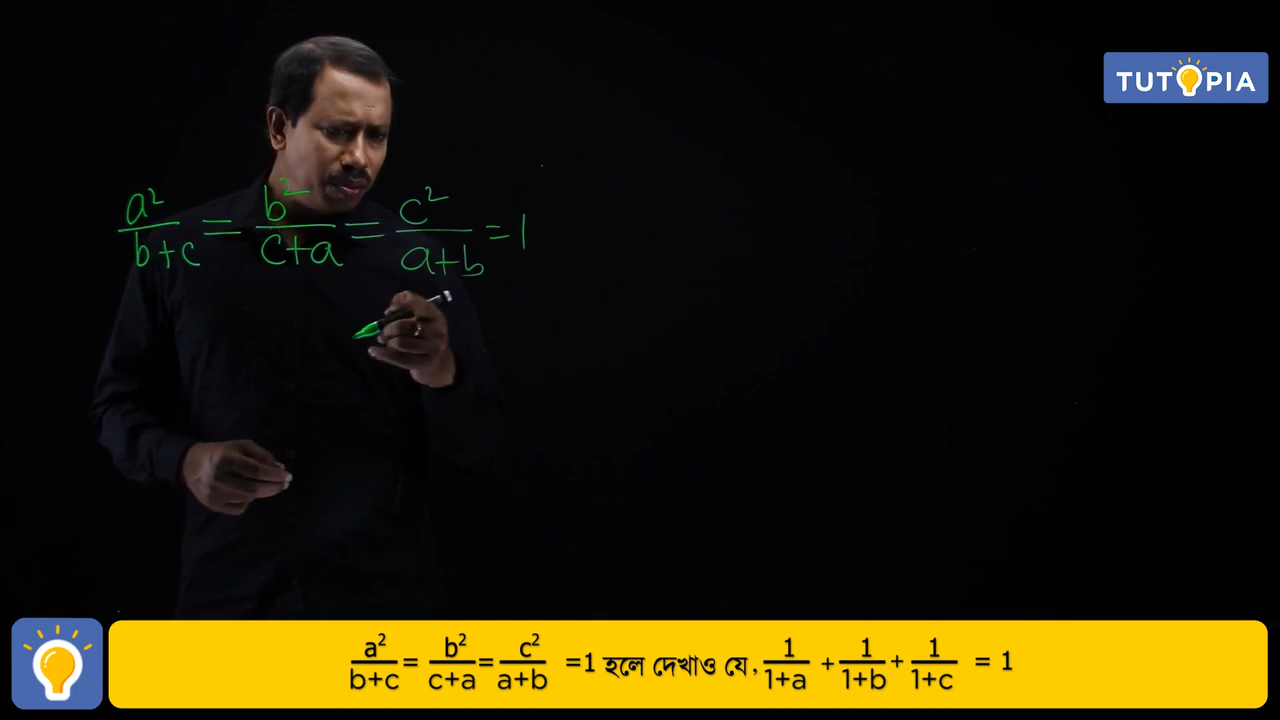 TUTOPIA
a²/(b+c) = b²/(c+a) = c²/(a+b) = 1
a²/(b+c) = b²/(c+a) = c²/(a+b) =1 হলে দেখাও যে, 1/(1+a) + 1/(1+b) + 1/(1+c) = 1